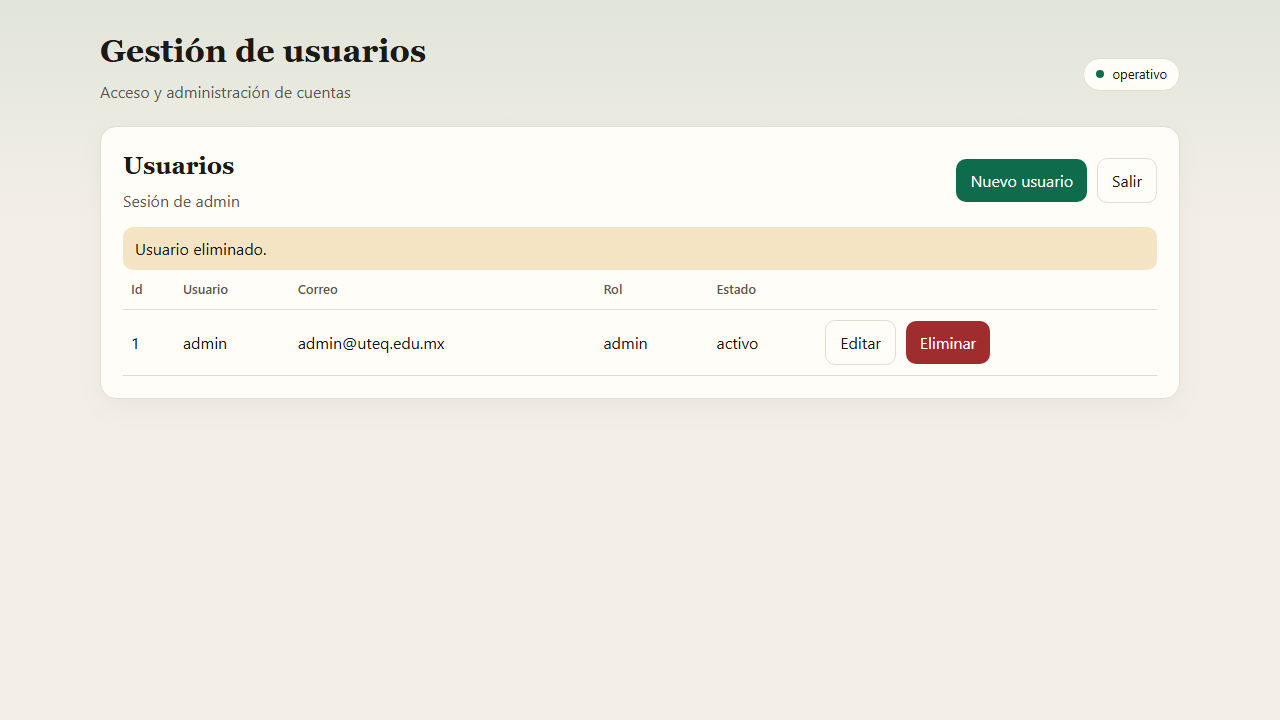 Gestión de usuarios
Acceso y administración de cuentas
operativo
Usuarios
Sesión de admin
Nuevo usuario
Salir
Usuario eliminado.
Id Usuario Correo Rol Estado
1 admin admin@uteq.edu.mx admin activo Editar Eliminar